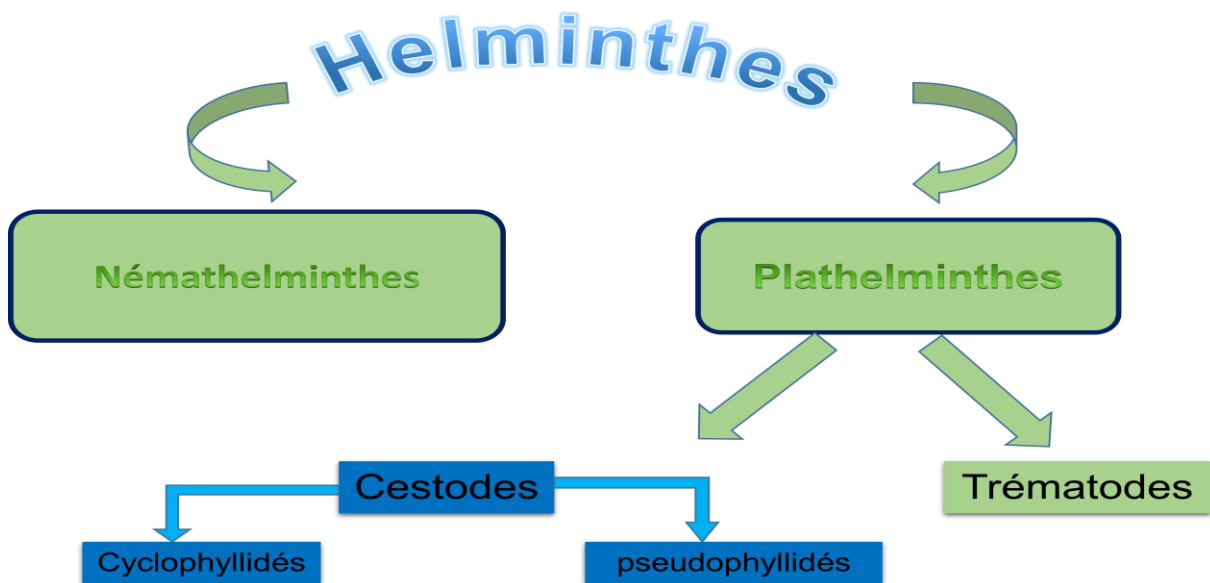 Helminthes
Némathelminthes
Plathelminthes
Cestodes
Trématodes
Cyclophyllidés
pseudophyllidés